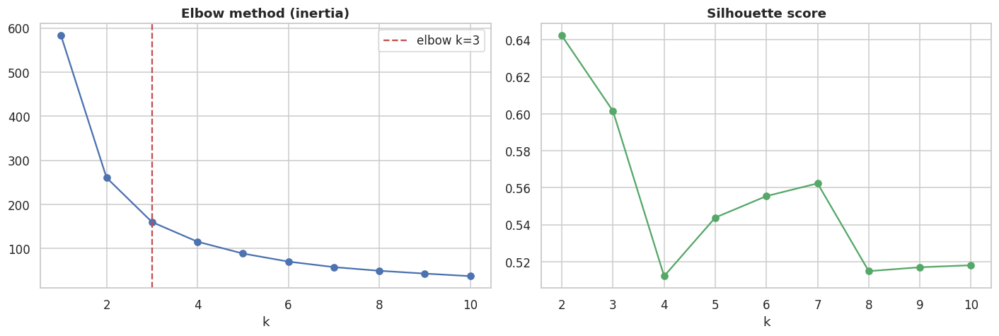 Elbow method (inertia)
600
500
400
300
200
100
2 4 6 8 10
k
elbow k=3
Silhouette score
0.64
0.62
0.60
0.58
0.56
0.54
0.52
2 3 4 5 6 7 8 9 10
k